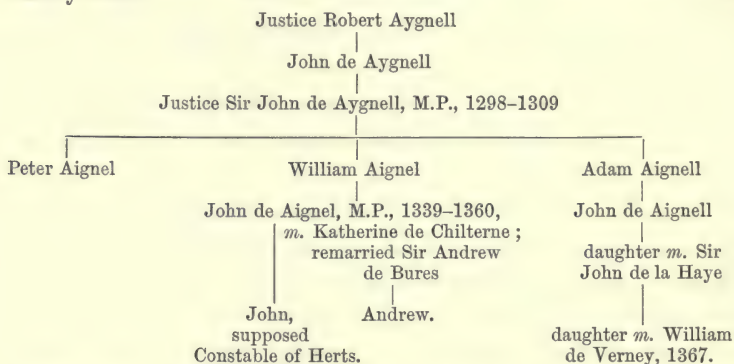 Justice Robert Aygnell
John de Aygnell
Justice Sir John de Aygnell, M.P., 1298–1309
Peter Aignel
William Aignel
Adam Aignell
John de Aignel, M.P., 1339–1360,
m. Katherine de Chilterne ;
remarried Sir Andrew
de Bures
John de Aignell
daughter m. Sir
John de la Haye
John,
supposed
Constable of Herts.
Andrew.
daughter m. William
de Verney, 1367.